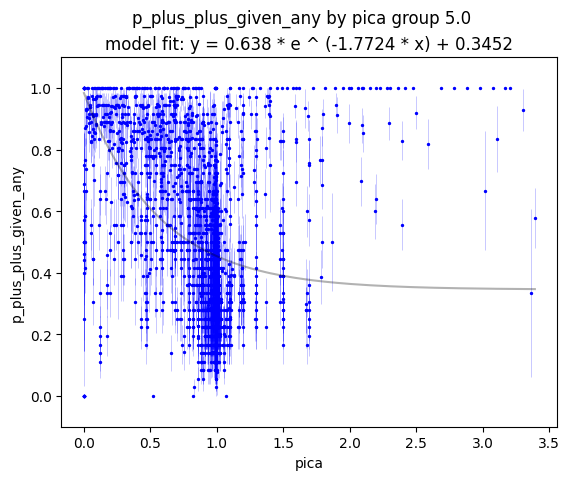 p_plus_plus_given_any by pica group 5.0
model fit: y = 0.638 * e ^ (-1.7724 * x) + 0.3452
p_plus_plus_given_any
1.0
0.8
0.6
0.4
0.2
0.0
0.0 0.5 1.0 1.5 2.0 2.5 3.0 3.5
pica